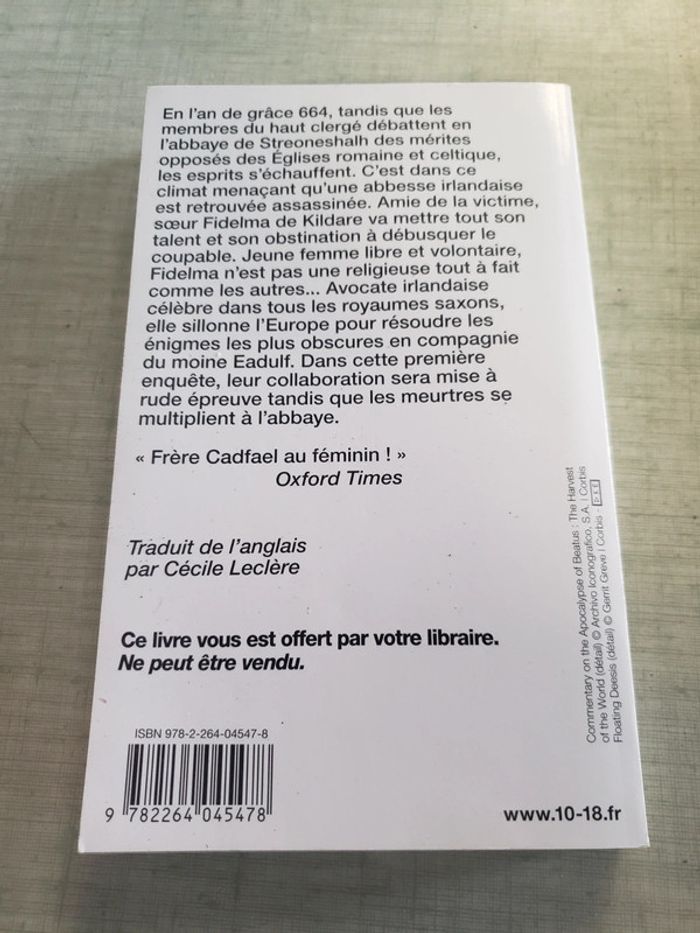 En l'an de grâce 664, tandis que les
membres du haut clergé débattent en
l'abbaye de Streoneshalh des mérites
opposés des Églises romaine et celtique,
les esprits s'échauffent. C'est dans ce
climat menaçant qu'une abbesse irlandaise
est retrouvée assassinée. Amie de la victime,
sœur Fidelma de Kildare va mettre tout son
talent et son obstination à débusquer le
coupable. Jeune femme libre et volontaire,
Fidelma n'est pas une religieuse tout à fait
comme les autres... Avocate irlandaise
célèbre dans tous les royaumes saxons,
elle sillonne l'Europe pour résoudre les
énigmes les plus obscures en compagnie
du moine Eadulf. Dans cette première
enquête, leur collaboration sera mise à
rude épreuve tandis que les meurtres se
multiplient à l'abbaye.
« Frère Cadfael au féminin ! »
Oxford Times
Traduit de l'anglais
par Cécile Leclère
Ce livre vous est offert par votre libraire.
Ne peut être vendu.
ISBN 978-2-264-04547-8
9 782264 045478
www.10-18.fr
Commentary on the Apocalypse of Beatus : The Harvest
of the World (détail) © Archivo Iconografico, S.A. | Corbis
Floating Deesis (détail) © Gerrit Greve | Corbis -